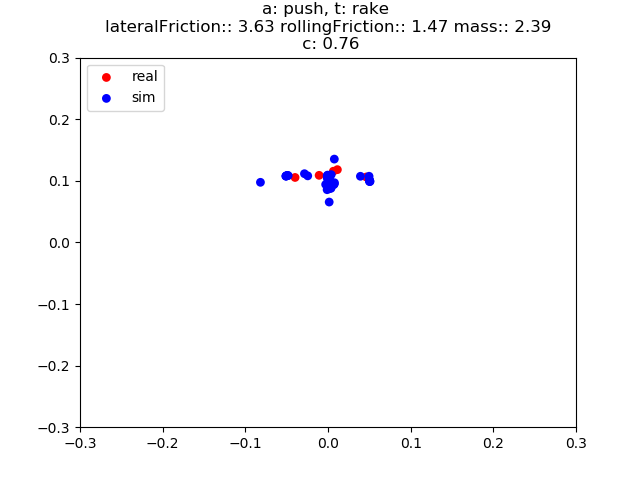 a: push, t: rake
lateralFriction:: 3.63 rollingFriction:: 1.47 mass:: 2.39
c: 0.76
real
sim
0.3
0.2
0.1
0.0
−0.1
−0.2
−0.3
−0.3 −0.2 −0.1 0.0 0.1 0.2 0.3